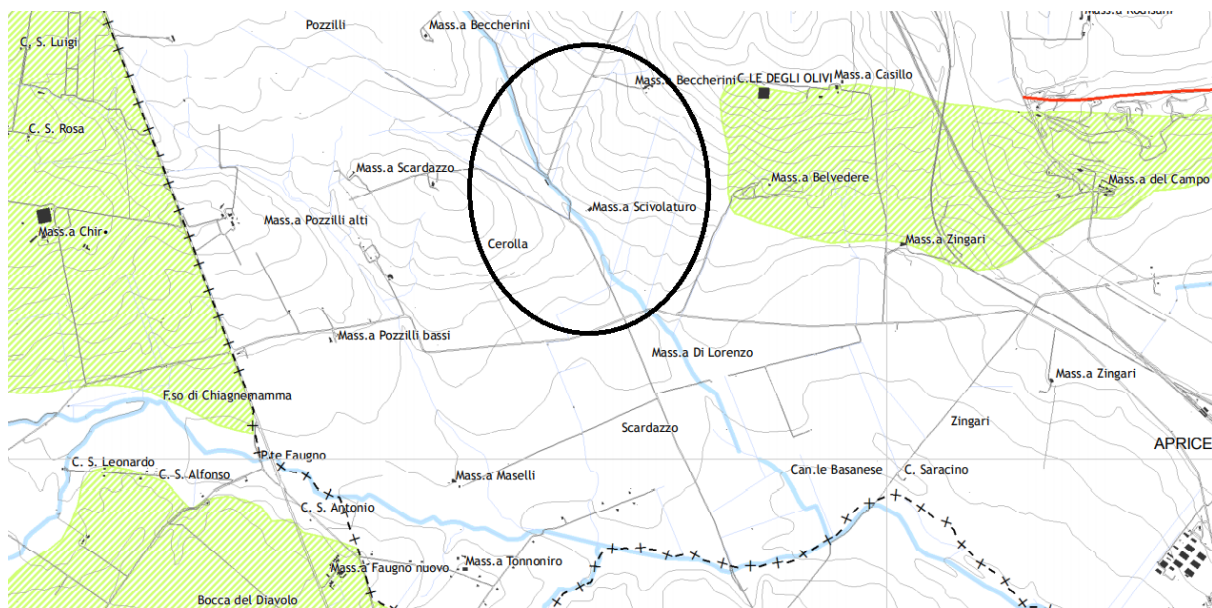 Pozzilli
Mass.a Beccherini
C. S. Luigi
Mass.a Beccherini
C.LE DEGLI OLIVI
Mass.a Casillo
C. S. Rosa
Mass.a Scardazzo
Mass.a Belvedere
Mass.a del Campo
Mass.a Scivolaturo
Mass.a Pozzilli alti
Mass.a Chir
Cerolla
Mass.a Zingari
Mass.a Pozzilli bassi
Mass.a Di Lorenzo
Mass.a Zingari
F.so di Chiagnemamma
Scardazzo
Zingari
APRICE
P.te Faugno
C. S. Leonardo
C. S. Alfonso
Mass.a Maselli
Can.le Basanese
C. Saracino
C. S. Antonio
Mass.a Faugno nuovo
Mass.a Tonnoniro
Bocca del Diavolo